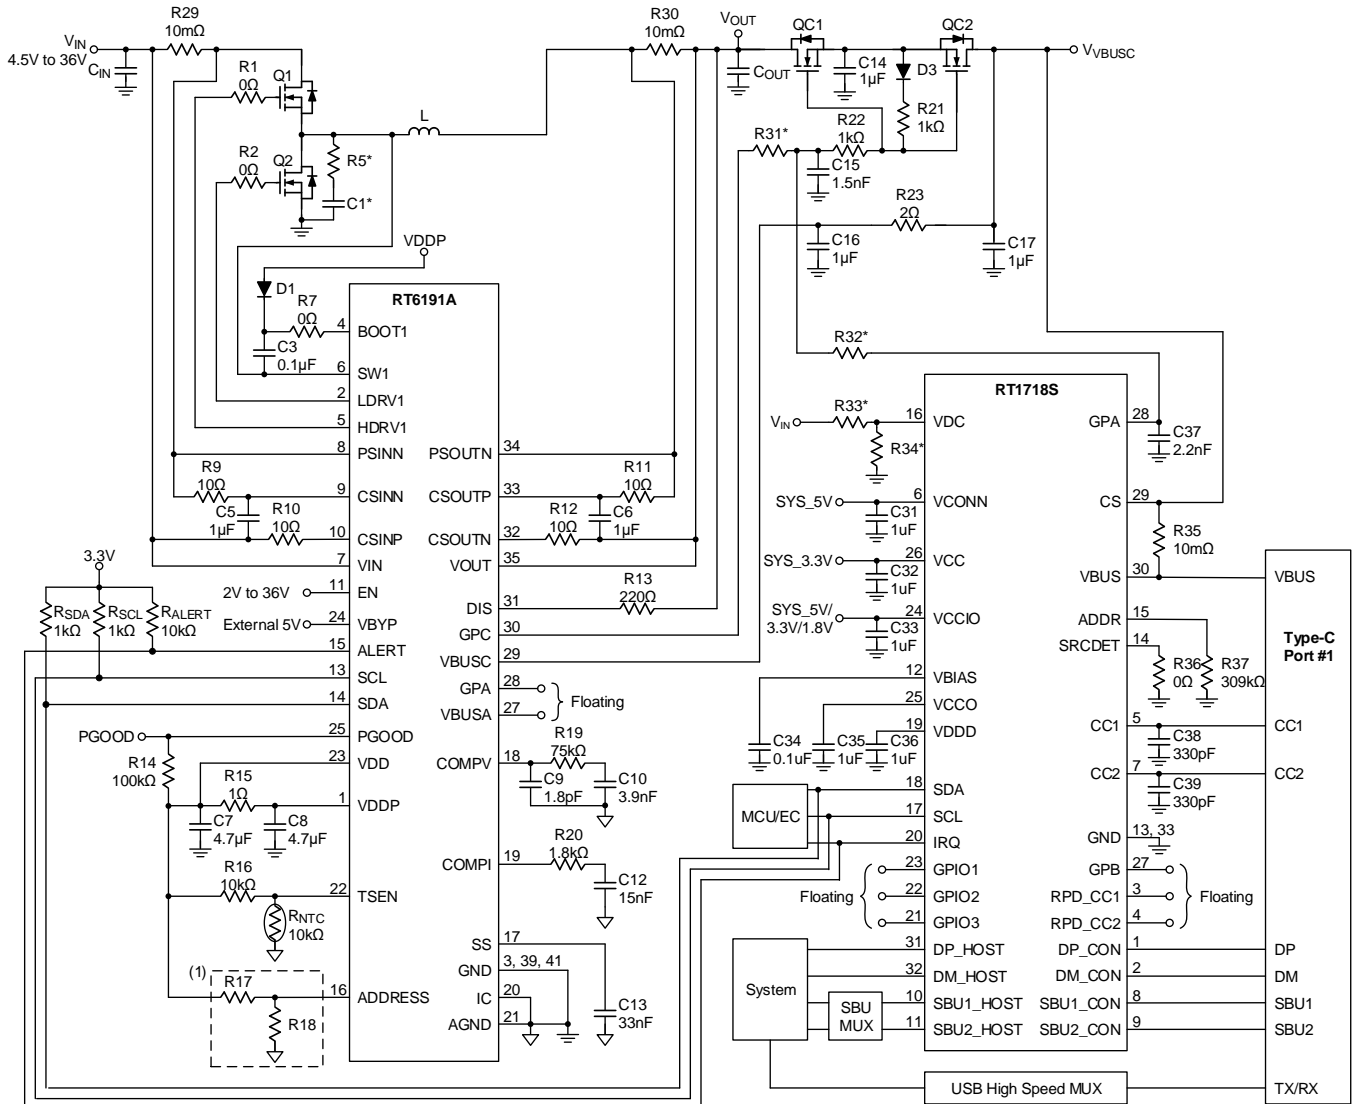 R29
10mΩ
R30
10mΩ
VOUT
QC1
QC2
VIN
4.5V to 36V
CIN
R1
0Ω
Q1
COUT
C14
1µF
D3
VVBUSC
R21
1kΩ
L
R31*
R22
1kΩ
R2
0Ω
Q2
R5*
C1*
C15
1.5nF
R23
2Ω
VDDP
C16
1µF
C17
1µF
D1
R7
0Ω
C3
0.1µF
RT6191A
4 BOOT1
6 SW1
2 LDRV1
5 HDRV1
8 PSINN
PSOUTN 34
R9
10Ω
9 CSINN
CSOUTP 33
R11
10Ω
C5
1µF
R10
10Ω
10 CSINP
CSOUTN 32
R12
10Ω
C6
1µF
7 VIN
VOUT 35
3.3V
RSDA
1kΩ
RSCL
1kΩ
RALERT
10kΩ
2V to 36V
11 EN
DIS 31
R13
220Ω
External 5V
24 VBYP
GPC 30
15 ALERT
VBUSC 29
13 SCL
GPA 28
14 SDA
VBUSA 27
Floating
PGOOD
25 PGOOD
R14
100kΩ
23 VDD
COMPV 18
R19
75kΩ
C9
1.8pF
C10
3.9nF
R15
1Ω
1 VDDP
C7
4.7µF
C8
4.7µF
COMPI 19
R20
1.8kΩ
C12
15nF
R16
10kΩ
22 TSEN
RNTC
10kΩ
SS 17
GND 3, 39, 41
(1)
R17
R18
16 ADDRESS
IC 20
AGND 21
C13
33nF
R32*
RT1718S
VIN
R33*
R34*
16 VDC
GPA 28
C37
2.2nF
SYS_5V
6 VCONN
C31
1uF
CS 29
R35
10mΩ
SYS_3.3V
26 VCC
C32
1uF
VBUS 30
VBUS
SYS_5V/
3.3V/1.8V
24 VCCIO
C33
1uF
ADDR 15
SRCDET 14
R36
0Ω
R37
309kΩ
Type-C
Port #1
12 VBIAS
25 VCCO
19 VDDD
C34
0.1uF
C35
1uF
C36
1uF
CC1 5
CC1
C38
330pF
CC2 7
CC2
C39
330pF
MCU/EC
18 SDA
17 SCL
20 IRQ
GND 13, 33
Floating
23 GPIO1
22 GPIO2
21 GPIO3
GPB 27
RPD_CC1 3
RPD_CC2 4
Floating
System
31 DP_HOST
DP_CON 1
DP
32 DM_HOST
DM_CON 2
DM
SBU
MUX
10 SBU1_HOST
SBU1_CON 8
SBU1
11 SBU2_HOST
SBU2_CON 9
SBU2
USB High Speed MUX
TX/RX